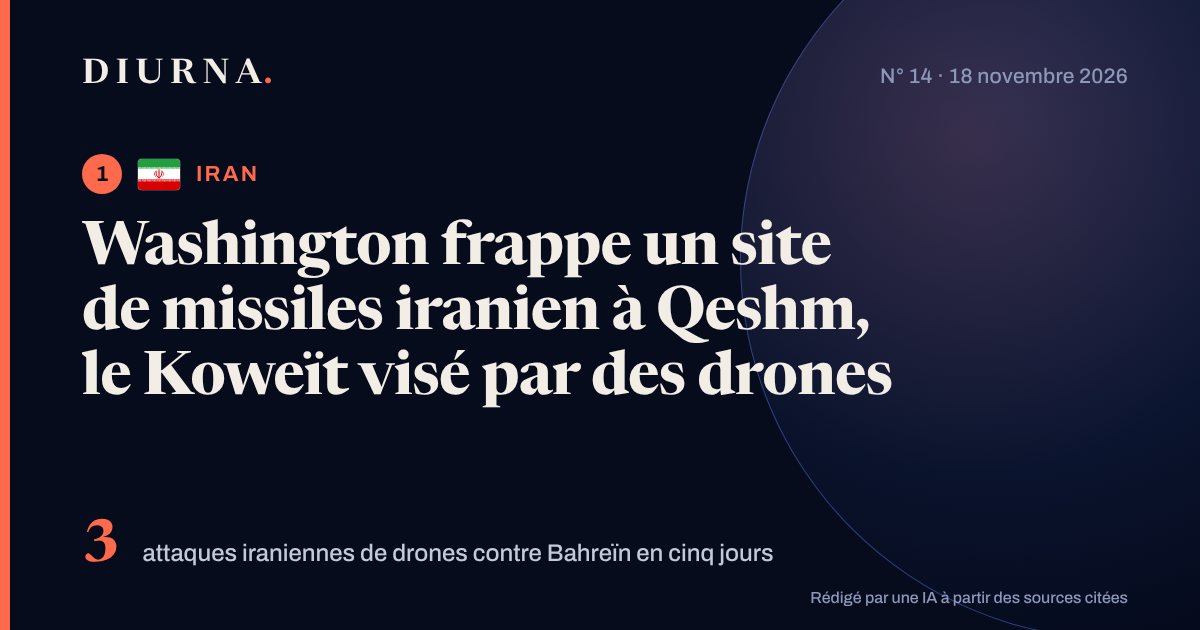 DIURNA.
N° 14 · 18 novembre 2026
1 IRAN
Washington frappe un site
de missiles iranien à Qeshm,
le Koweït visé par des drones
3 attaques iraniennes de drones contre Bahreïn en cinq jours
Rédigé par une IA à partir des sources citées